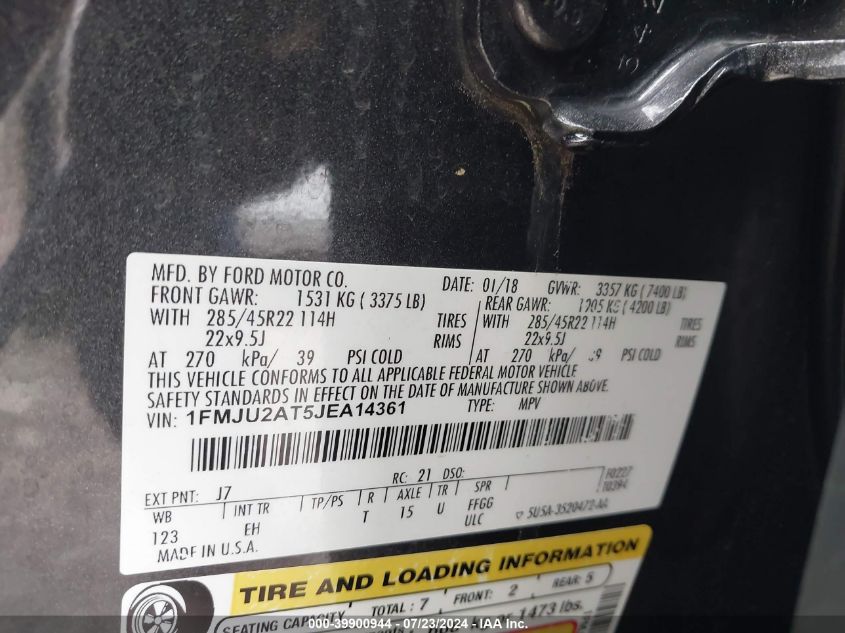 MFD. BY FORD MOTOR CO.
DATE: 01/18 GVWR: 3357 KG ( 7400 LB)
FRONT GAWR: 1531 KG ( 3375 LB)
REAR GAWR: KG ( 4200 LB)
WITH 285/45R22 114H TIRES
WITH 285/45R22 114H TIRES
22x9.5J RIMS
22x9.5J RIMS
AT 270 kPa/ 39 PSI COLD
AT 270 kPa/ PSI COLD
THIS VEHICLE CONFORMS TO ALL APPLICABLE FEDERAL MOTOR VEHICLE
SAFETY STANDARDS IN EFFECT ON THE DATE OF MANUFACTURE SHOWN ABOVE.
VIN: 1FMJU2AT5JEA14361 TYPE: MPV
EXT PNT: J7 RC: 21 DSO:
WB INT TR TP/PS R AXLE TR SPR
123 EH T 15 U FFGG
ULC
MADE IN U.S.A.
5U5A-3520472-AA
TIRE AND LOADING INFORMATION
SEATING CAPACITY TOTAL : 7 FRONT: 2 REAR: 5
1473 lbs.
000-39900944 - 07/23/2024 - IAA Inc.